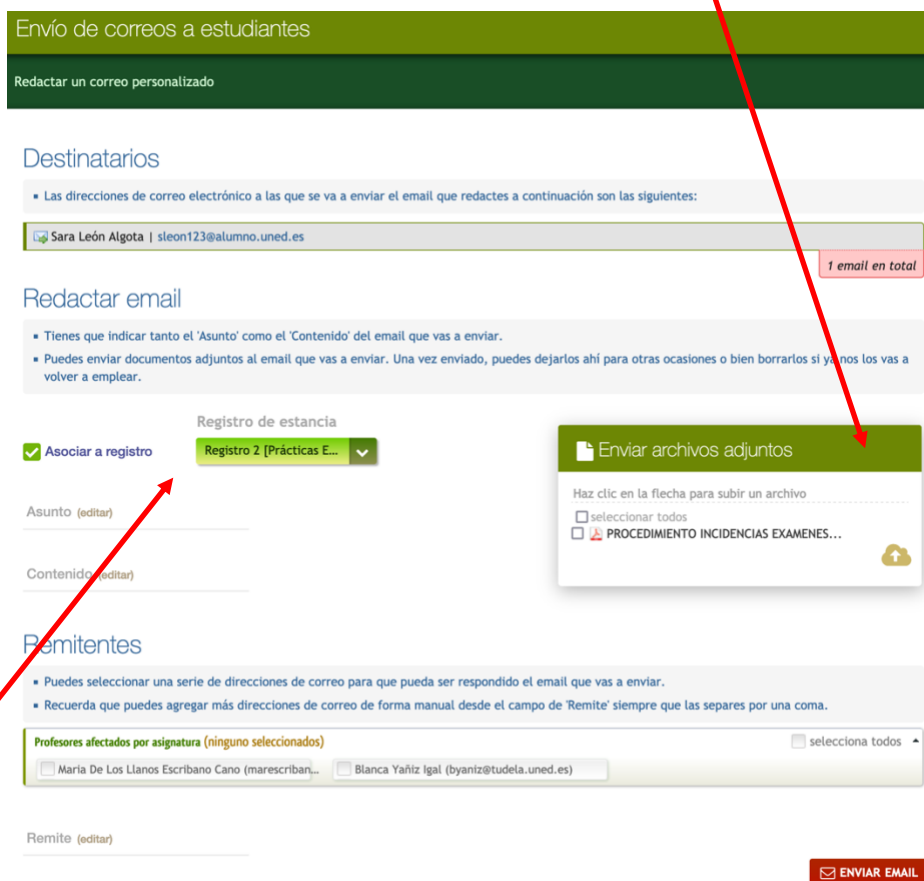 Envío de correos a estudiantes
Redactar un correo personalizado
Destinatarios
Las direcciones de correo electrónico a las que se va a enviar el email que redactes a continuación son las siguientes:
Sara León Algota | sleon123@alumno.uned.es
1 email en total
Redactar email
Tienes que indicar tanto el 'Asunto' como el 'Contenido' del email que vas a enviar.
Puedes enviar documentos adjuntos al email que vas a enviar. Una vez enviado, puedes dejarlos ahí para otras ocasiones o bien borrarlos si ya nos los vas a
volver a emplear.
Registro de estancia
Asociar a registro
Registro 2 [Prácticas E...
Enviar archivos adjuntos
Haz clic en la flecha para subir un archivo
seleccionar todos
PROCEDIMIENTO INCIDENCIAS EXAMENES...
Asunto (editar)
Contenido (editar)
Remitentes
Puedes seleccionar una serie de direcciones de correo para que pueda ser respondido el email que vas a enviar.
Recuerda que puedes agregar más direcciones de correo de forma manual desde el campo de 'Remite' siempre que las separes por una coma.
Profesores afectados por asignatura (ninguno seleccionados)
selecciona todos
Maria De Los Llanos Escribano Cano (marescriban...
Blanca Yañiz Igal (byaniz@tudela.uned.es)
Remite (editar)
ENVIAR EMAIL